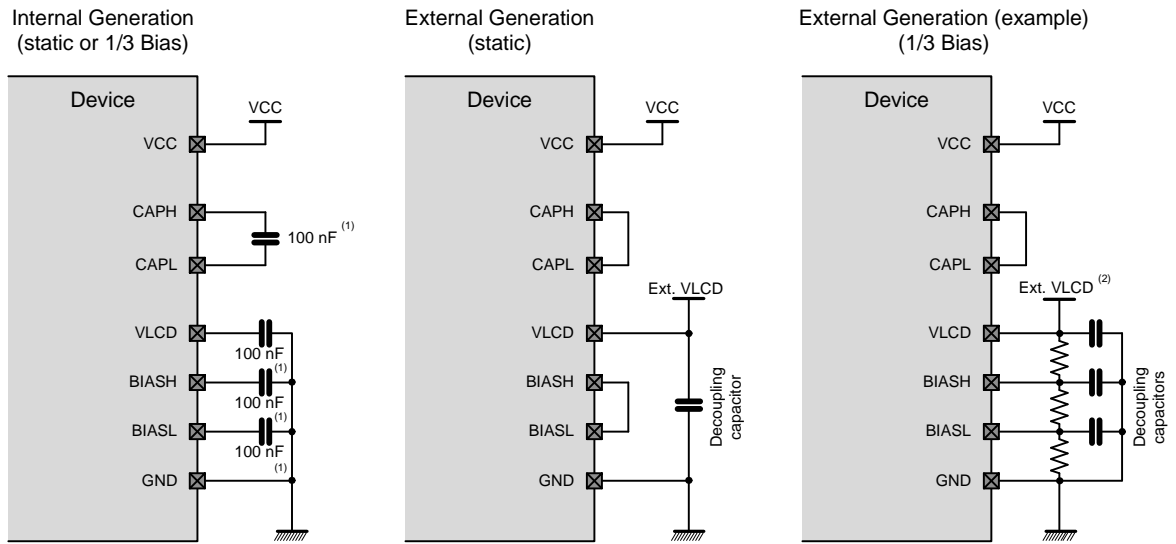 Internal Generation
(static or 1/3 Bias)
Device
VCC
VCC
CAPH
100 nF (1)
CAPL
VLCD
100 nF
(1)
BIASH
100 nF
(1)
BIASL
100 nF
(1)
GND
External Generation
(static)
Device
VCC
VCC
CAPH
CAPL
Ext. VLCD
VLCD
BIASH
BIASL
Decoupling
capacitor
GND
External Generation (example)
(1/3 Bias)
Device
VCC
VCC
CAPH
CAPL
Ext. VLCD (2)
VLCD
BIASH
BIASL
Decoupling
capacitors
GND